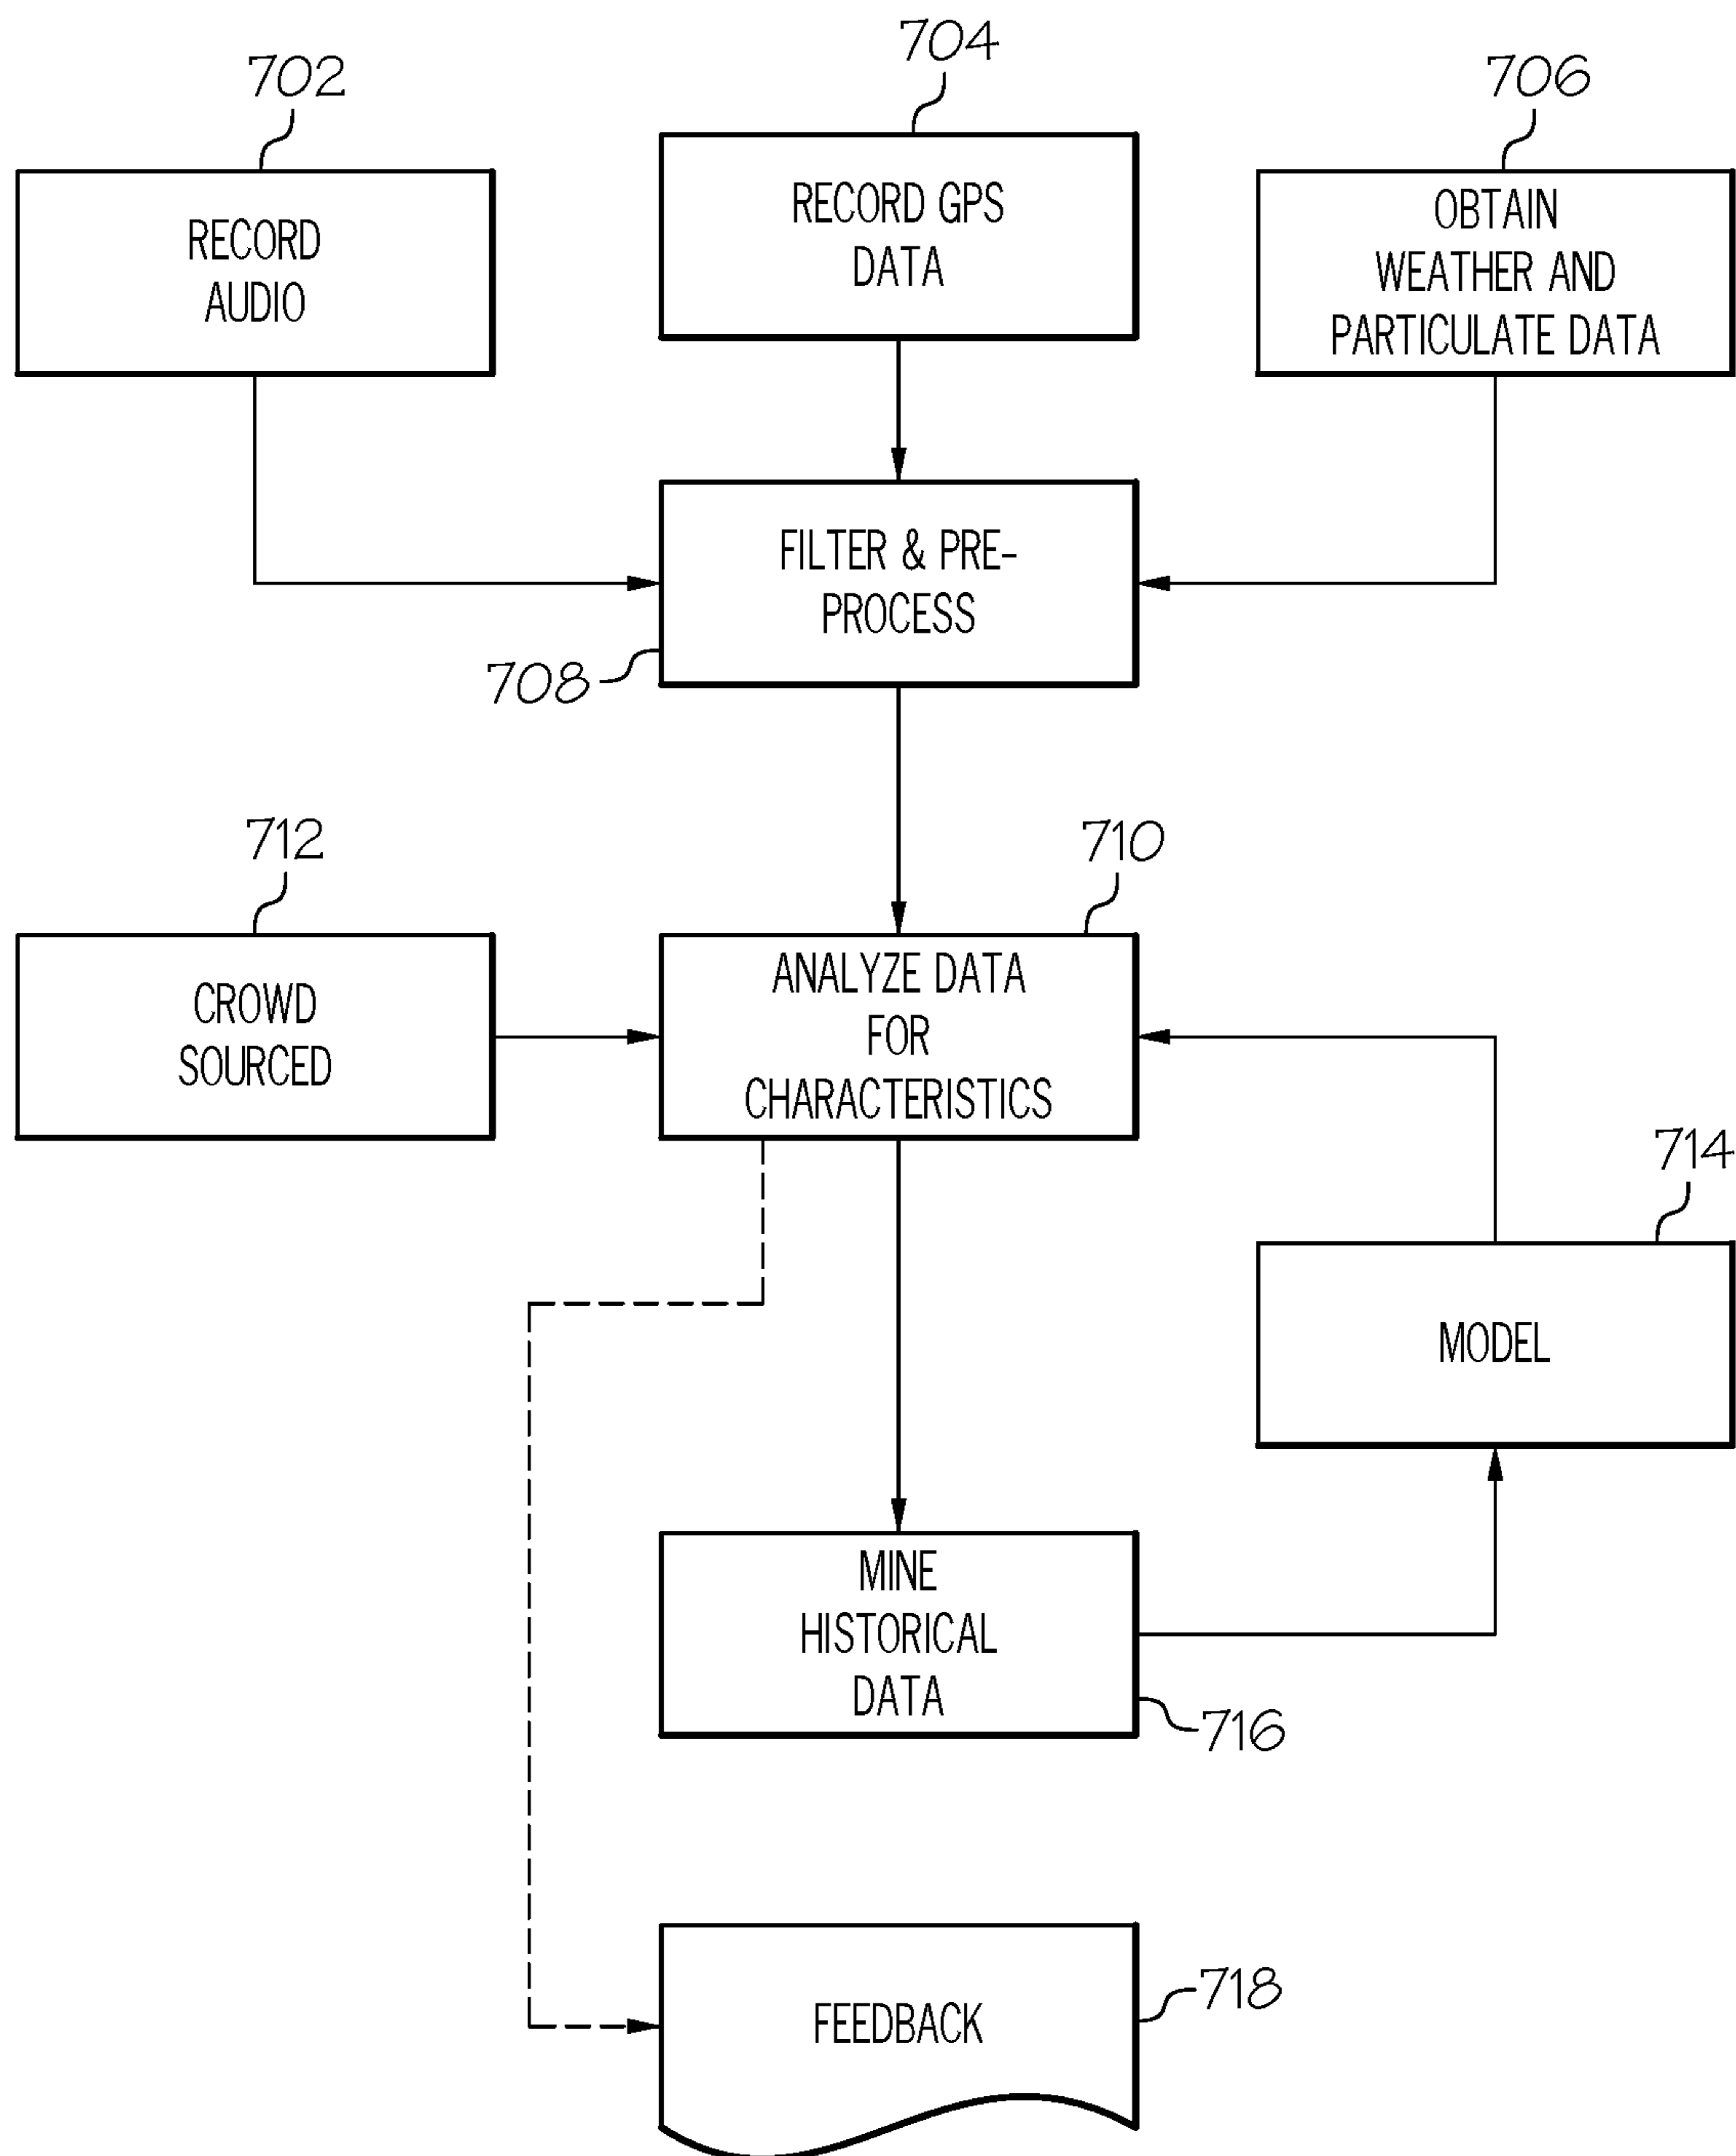 702
704
706
RECORD
AUDIO
RECORD GPS
DATA
OBTAIN
WEATHER AND
PARTICULATE DATA
FILTER & PRE-
PROCESS
708
712
710
CROWD
SOURCED
ANALYZE DATA
FOR
CHARACTERISTICS
714
MODEL
MINE
HISTORICAL
DATA
716
FEEDBACK
718